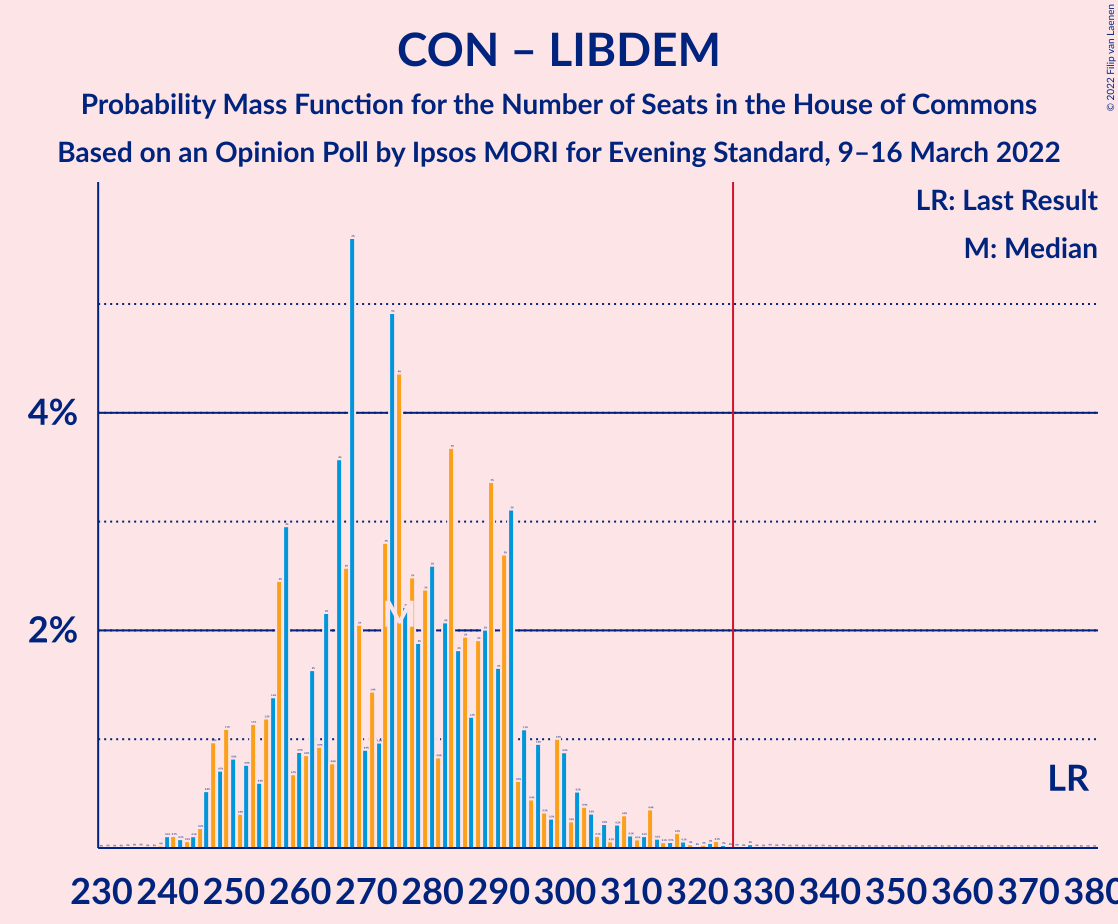 CON – LIBDEM
Probability Mass Function for the Number of Seats in the House of Commons
Based on an Opinion Poll by Ipsos MORI for Evening Standard, 9–16 March 2022
© 2022 Filip van Laenen
LR: Last Result
M: Median
4%
2%
M
LR
230 240 250 260 270 280 290 300 310 320 330 340 350 360 370 380